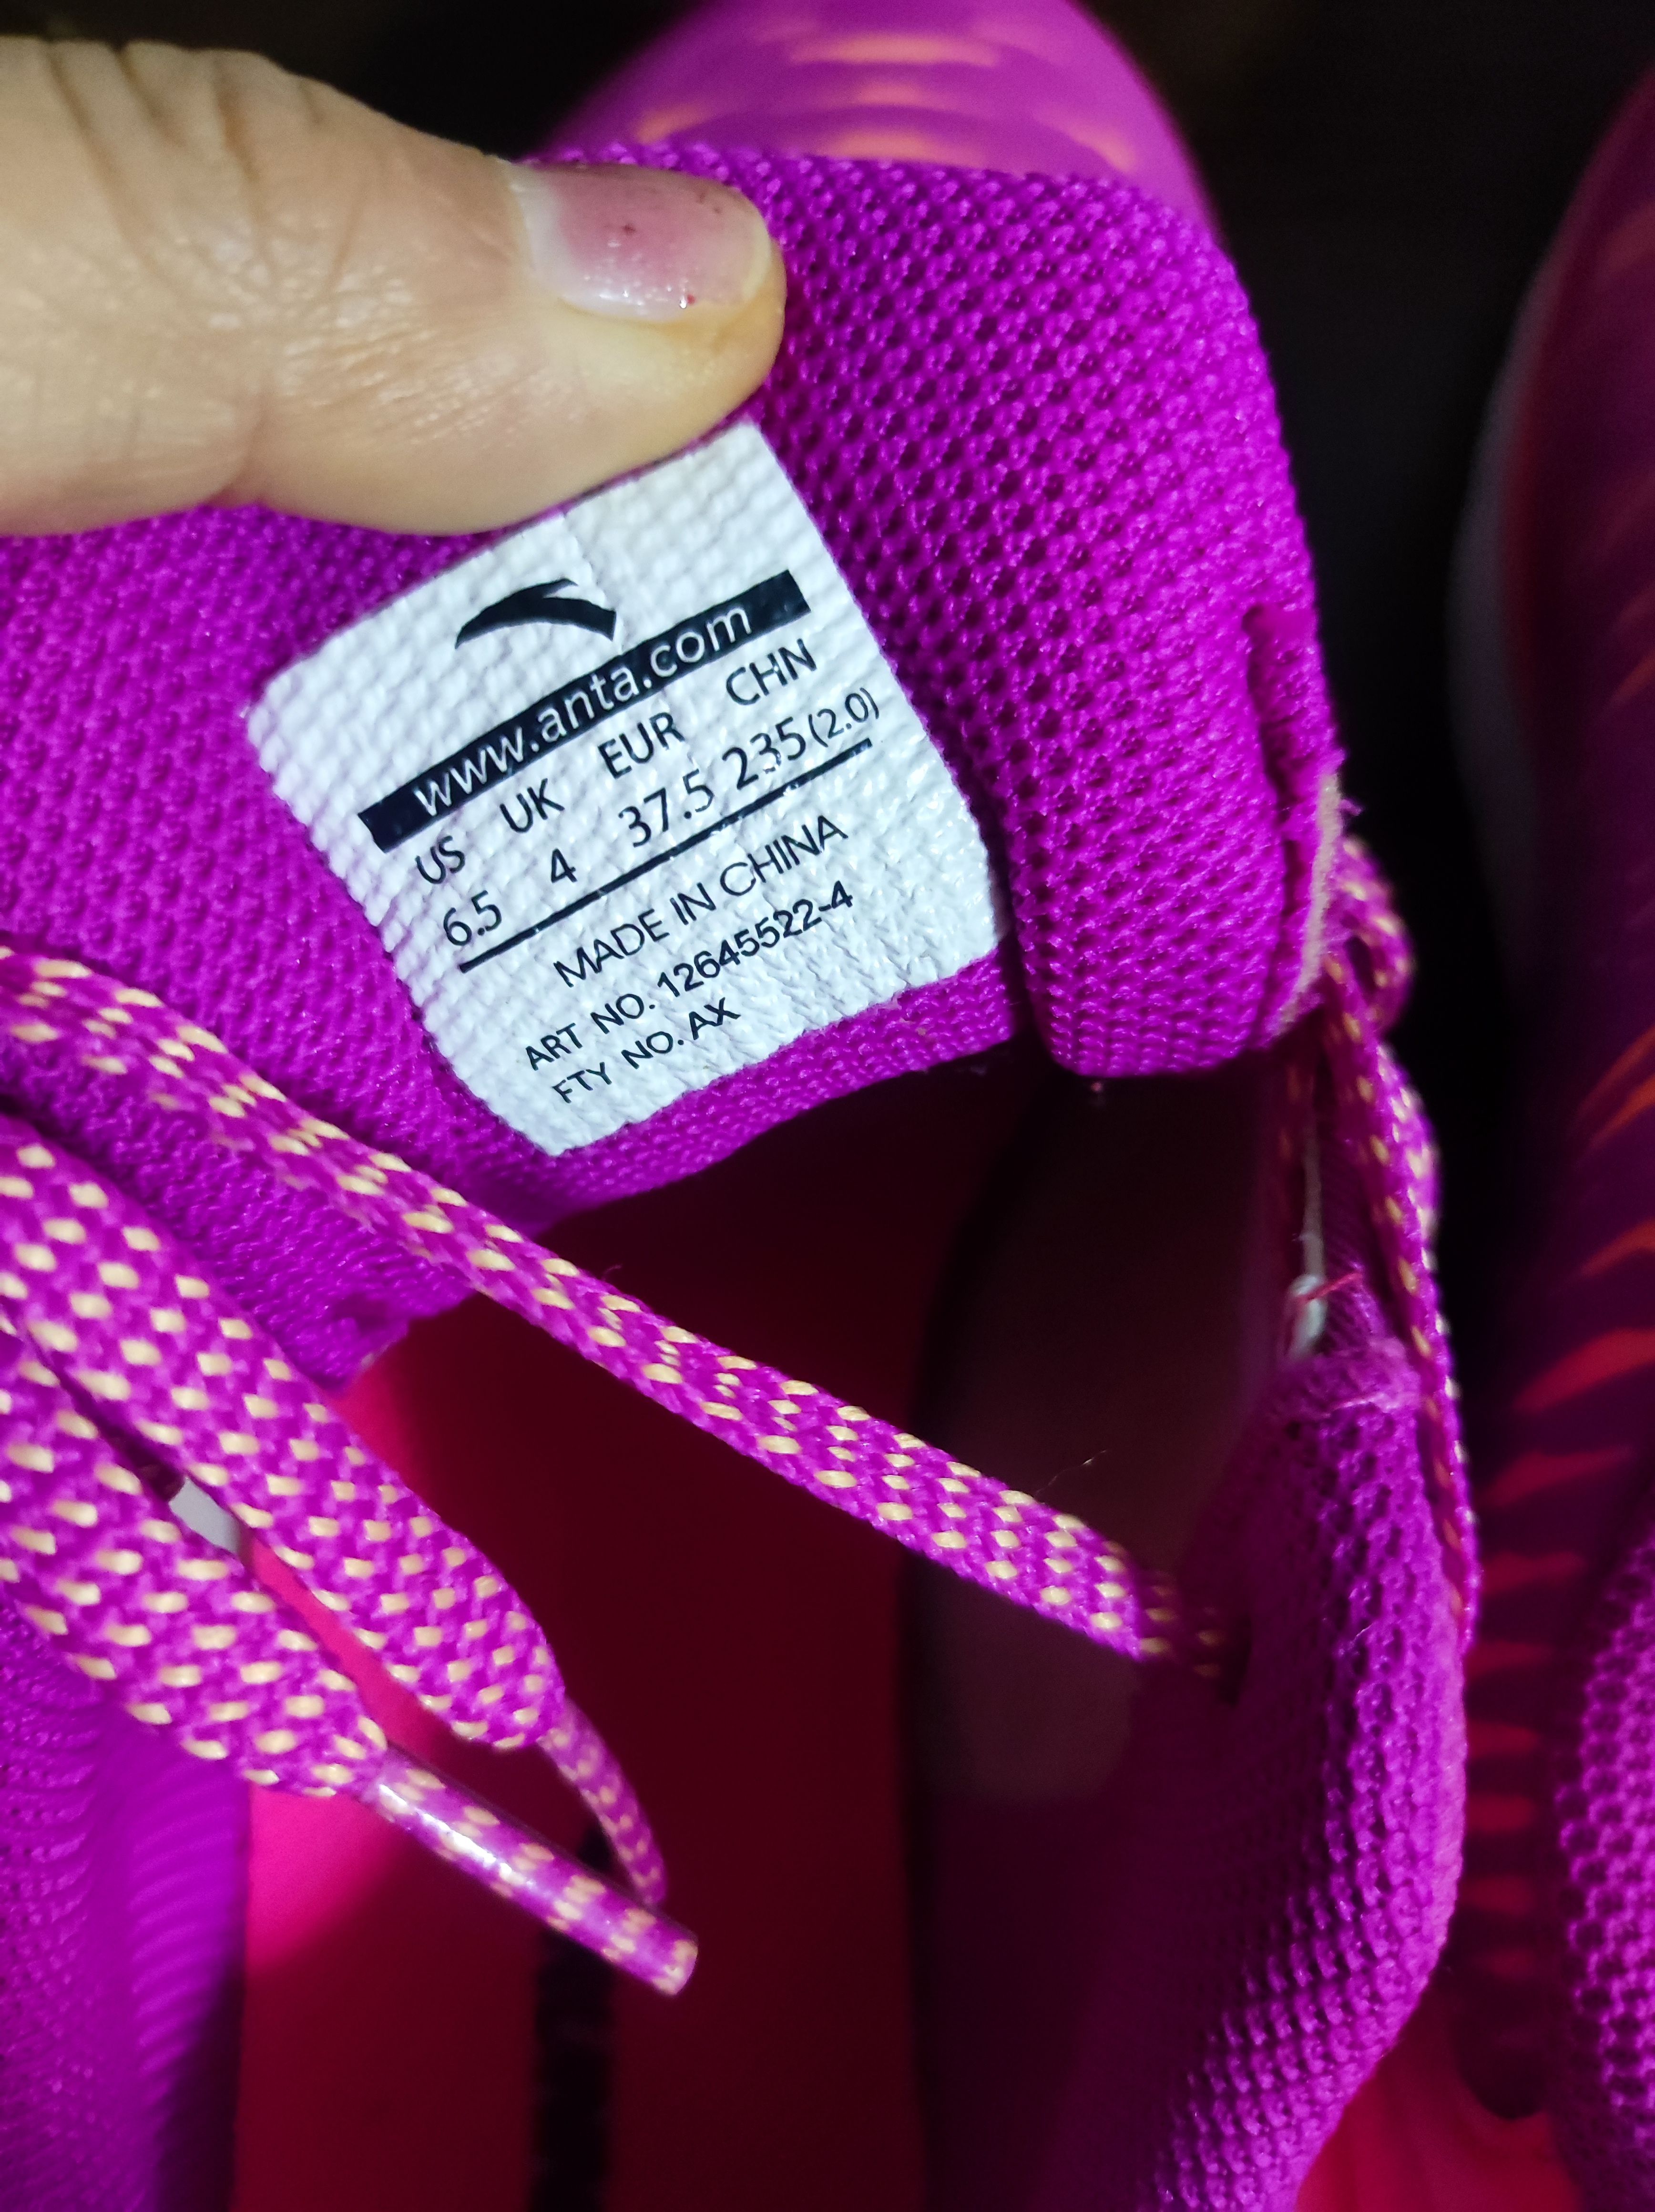 www.anta.com
US UK EUR CHN
6.5 4 37.5 235(2.0)
MADE IN CHINA
ART NO. 12645522-4
FTY NO. AX